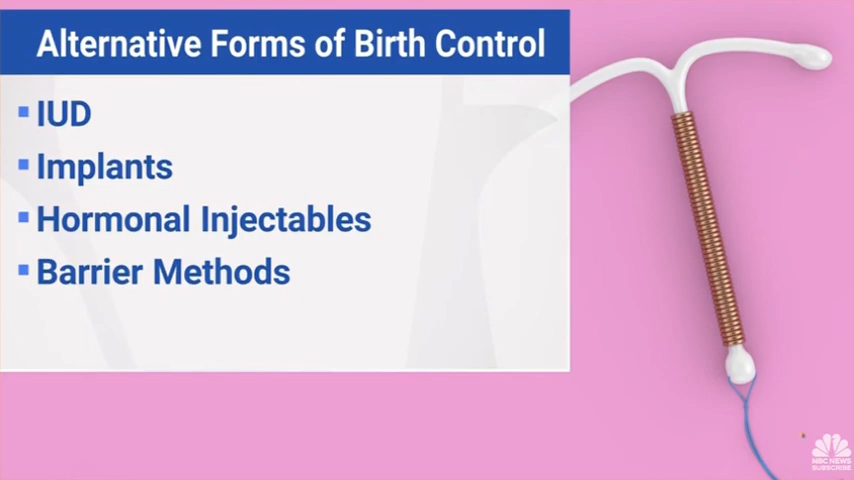 Alternative Forms of Birth Control
IUD
Implants
Hormonal Injectables
Barrier Methods
NBC NEWS
SUBSCRIBE